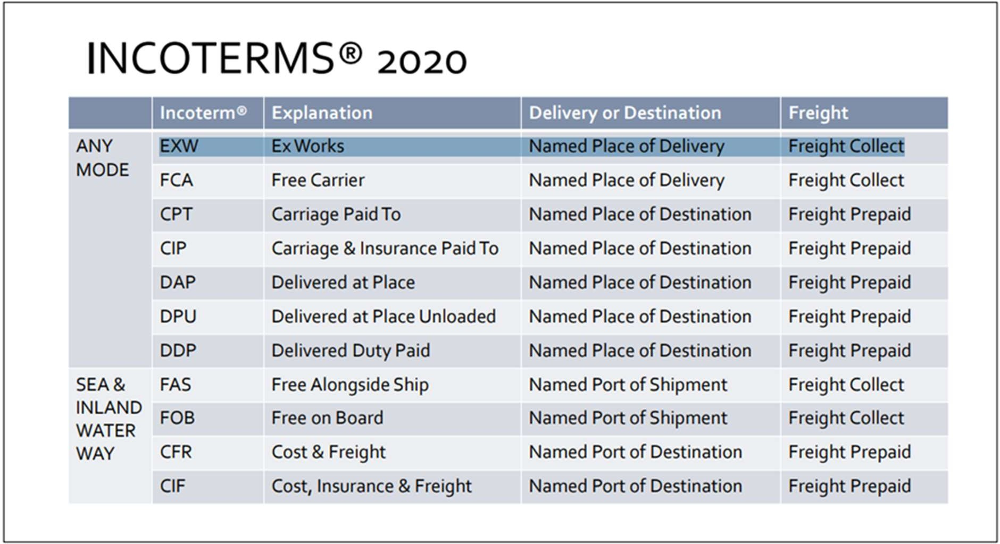 INCOTERMS® 2020
Incoterm® Explanation Delivery or Destination Freight
ANY MODE
EXW Ex Works Named Place of Delivery Freight Collect
FCA Free Carrier Named Place of Delivery Freight Collect
CPT Carriage Paid To Named Place of Destination Freight Prepaid
CIP Carriage & Insurance Paid To Named Place of Destination Freight Prepaid
DAP Delivered at Place Named Place of Destination Freight Prepaid
DPU Delivered at Place Unloaded Named Place of Destination Freight Prepaid
DDP Delivered Duty Paid Named Place of Destination Freight Prepaid
SEA & INLAND WATER WAY
FAS Free Alongside Ship Named Port of Shipment Freight Collect
FOB Free on Board Named Port of Shipment Freight Collect
CFR Cost & Freight Named Port of Destination Freight Prepaid
CIF Cost, Insurance & Freight Named Port of Destination Freight Prepaid